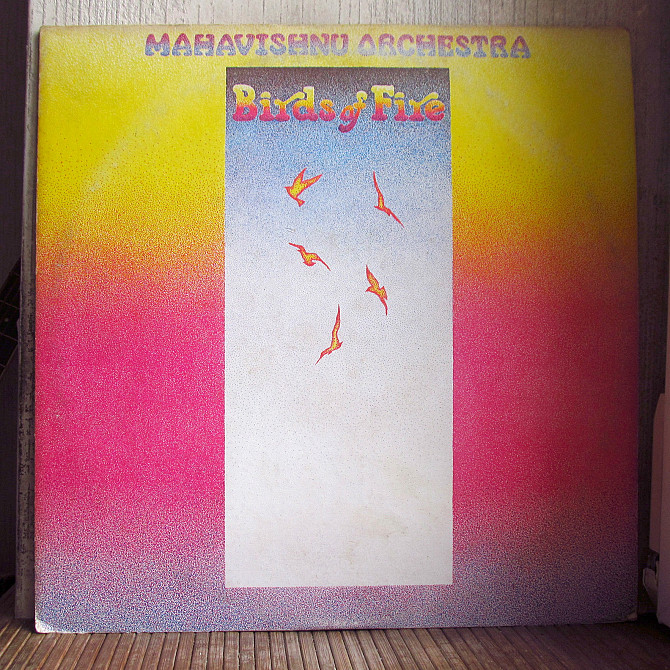 MAHAVISHNU ORCHESTRA
Birds of Fire